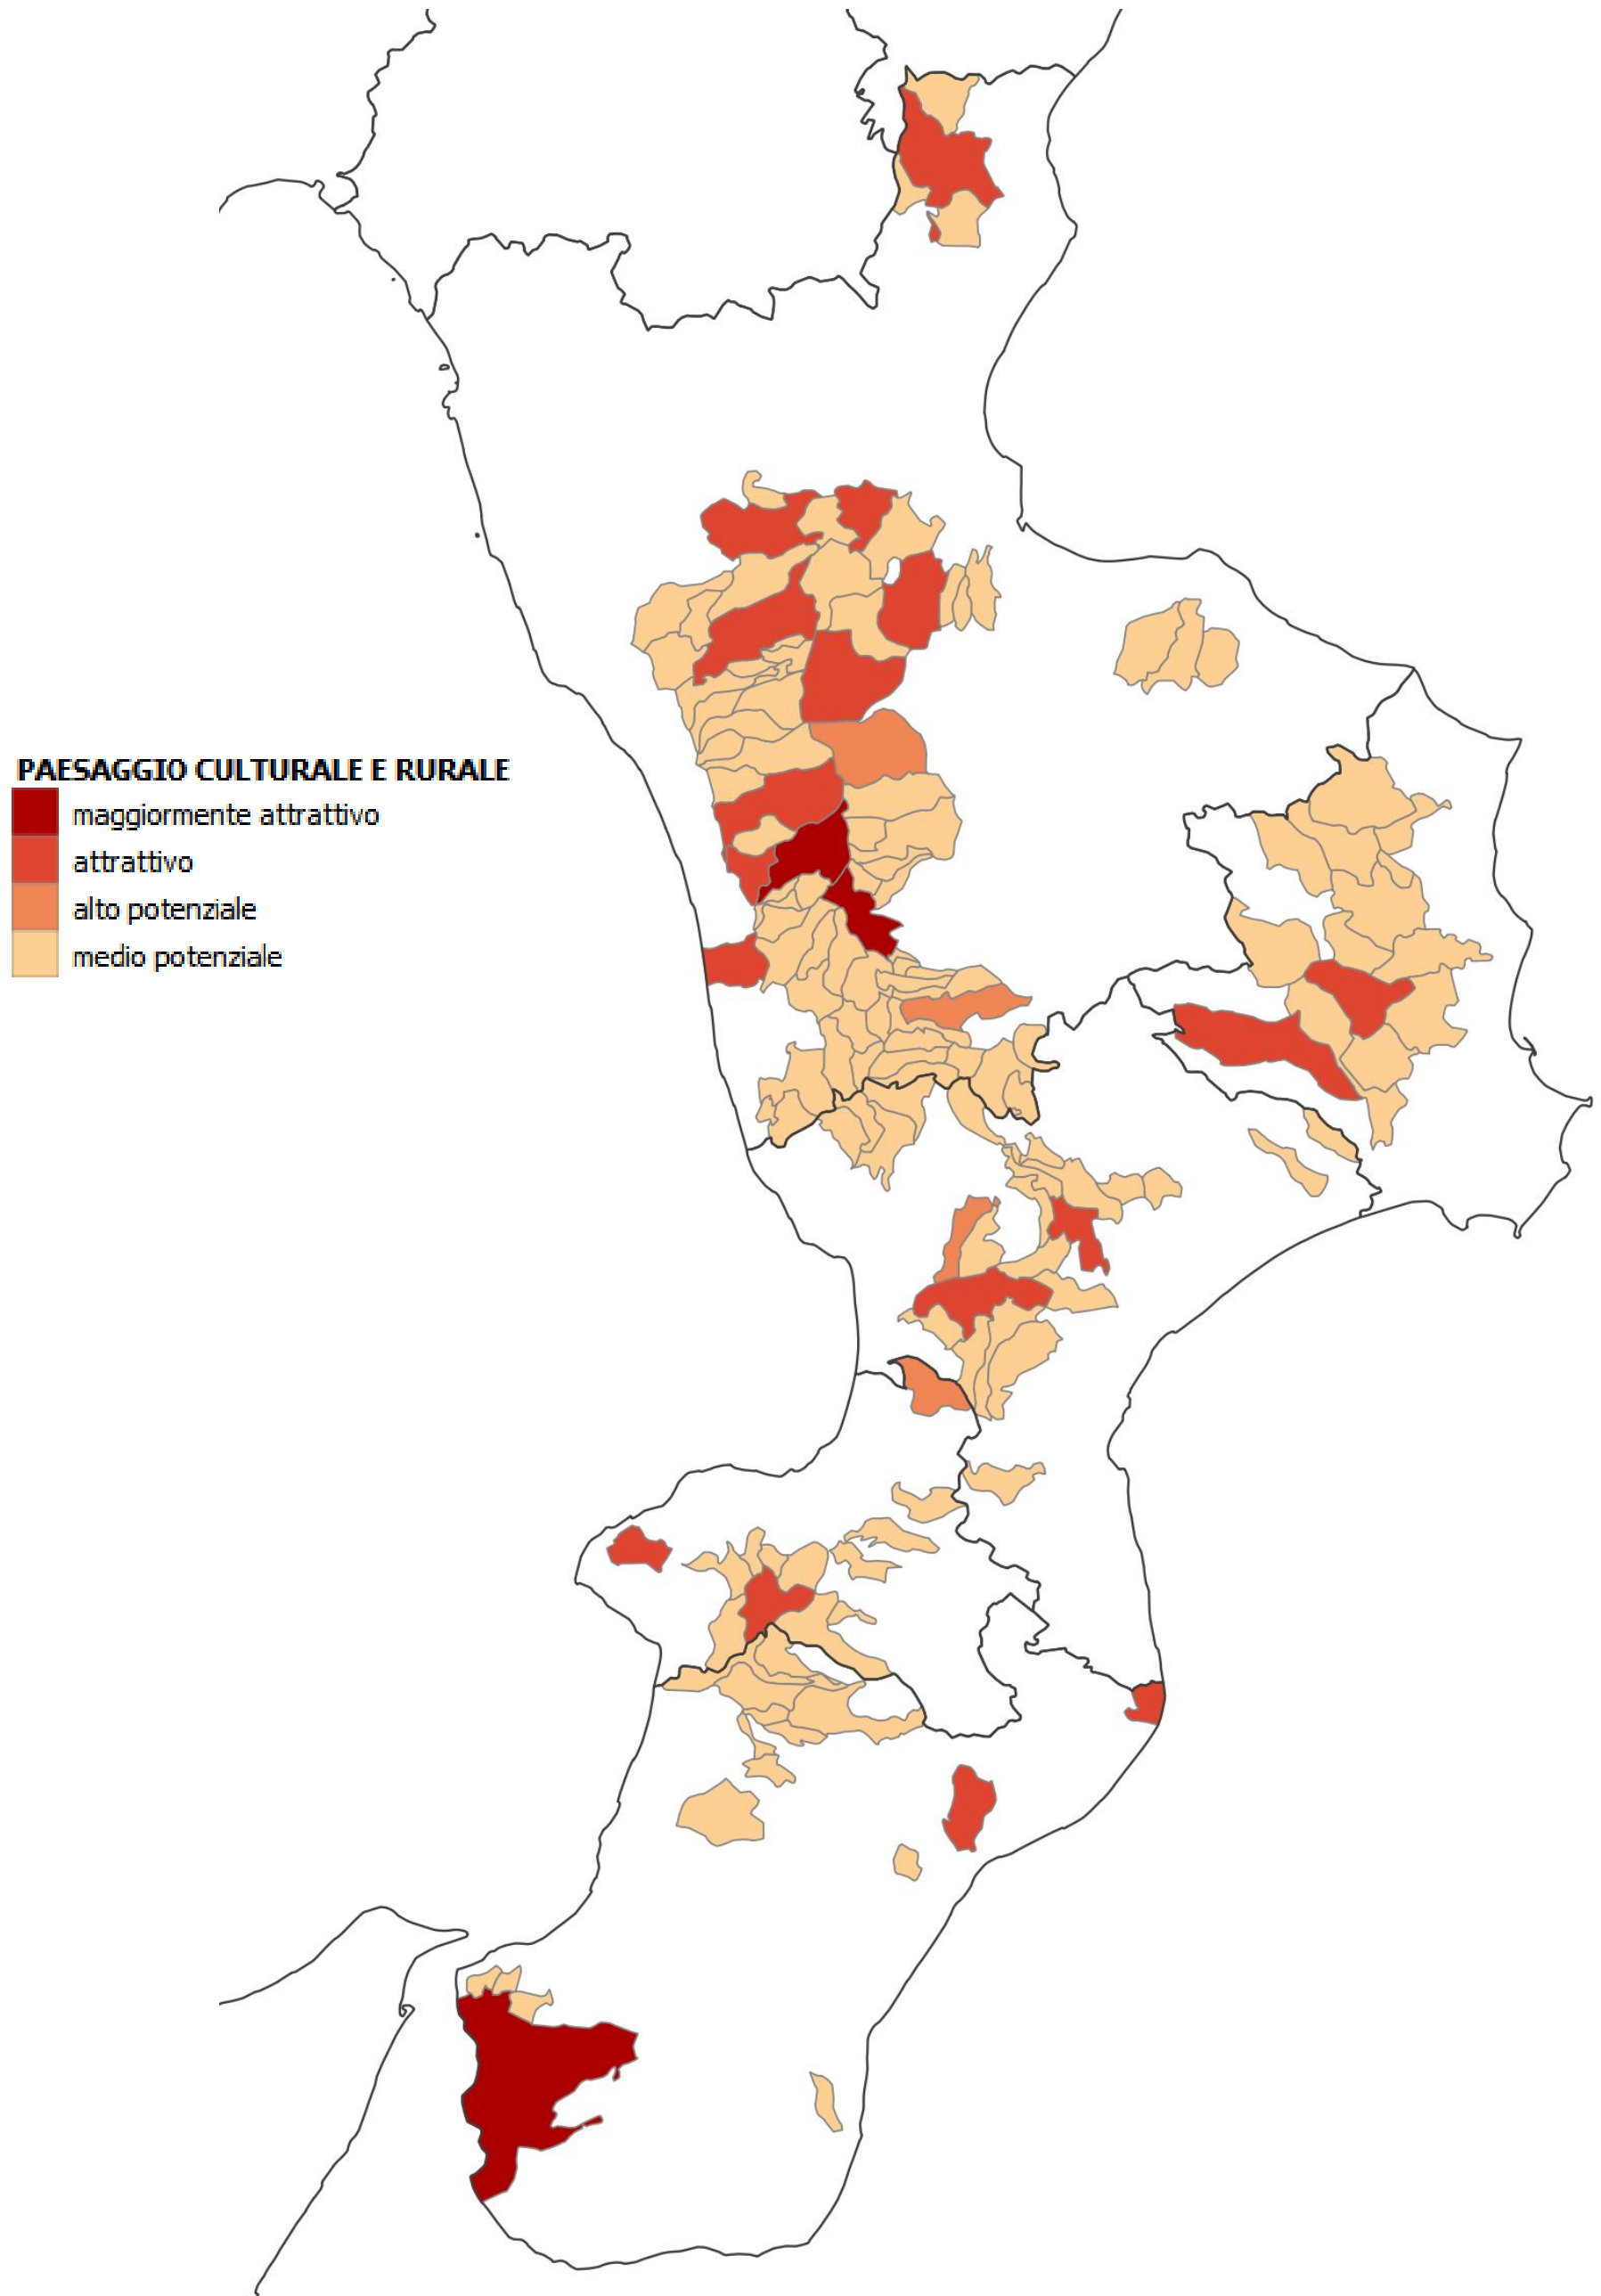 PAESAGGIO CULTURALE E RURALE
maggiormente attrattivo
attrattivo
alto potenziale
medio potenziale